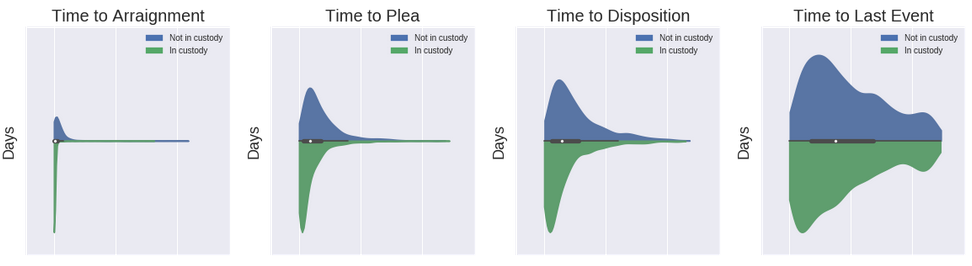 Time to Arraignment
Not in custody
In custody
Days
Time to Plea
Not in custody
In custody
Days
Time to Disposition
Not in custody
In custody
Days
Time to Last Event
Not in custody
In custody
Days